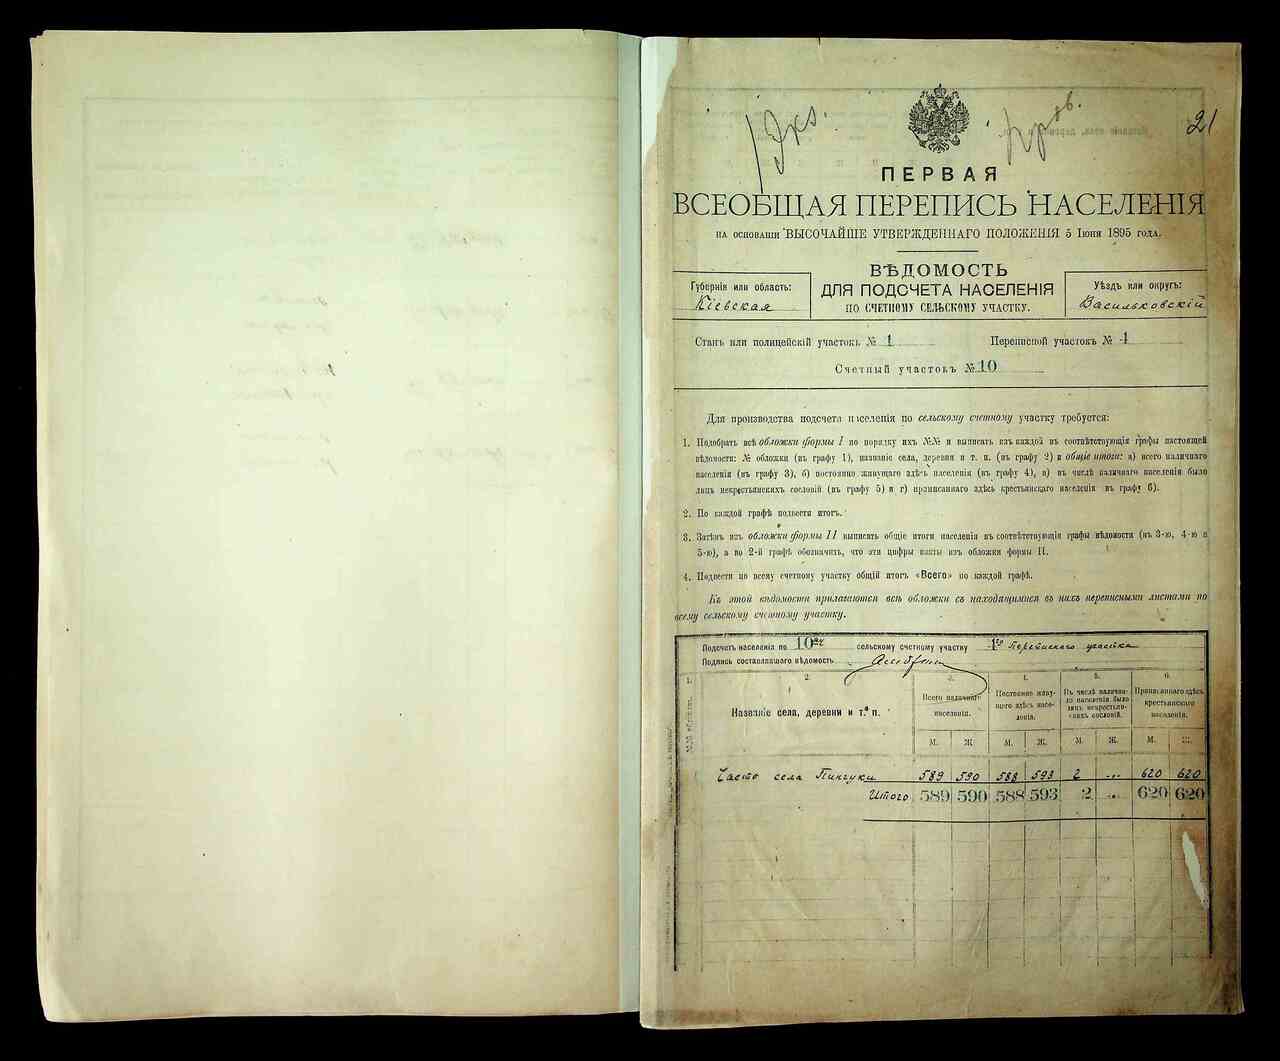 Экз.
21
ПЕРВАЯ
ВСЕОБЩАЯ ПЕРЕПИСЬ НАСЕЛЕНІЯ
НА ОСНОВАНІИ ВЫСОЧАЙШЕ УТВЕРЖДЕННАГО ПОЛОЖЕНІЯ 5 Іюня 1895 года.
ВѢДОМОСТЬ
ДЛЯ ПОДСЧЕТА НАСЕЛЕНІЯ
ПО СЧЕТНОМУ СЕЛЬСКОМУ УЧАСТКУ.
Губернія или область:
Кіевская
Уѣздъ или округъ:
Васильковскій
Станъ или полицейскій участокъ № 1
Переписной участокъ № 1
Счетный участокъ № 10
Для производства подсчета населенія по сельскому счетному участку требуется:
1. Подобрать всѣ обложки формы I по порядку ихъ №№ и выписать изъ каждой въ соотвѣтствующія графы настоящей
вѣдомости: № обложки (въ графу 1), названіе села, деревни и т. п. (въ графу 2) и общіе итоги: а) всего наличнаго
населенія (въ графу 3), б) постоянно живущаго здѣсь населенія (въ графу 4), в) въ числѣ наличнаго населенія было
лицъ некрестьянскихъ сословій (въ графу 5) и г) приписаннаго здѣсь крестьянскаго населенія въ графу 6).
2. По каждой графѣ подвести итогъ.
3. Затѣмъ изъ обложки формы II выписать общіе итоги населенія въ соотвѣтствующія графы вѣдомости (въ 3-ю, 4-ю и
5-ю), а во 2-й графѣ обозначить, что эти цифры взяты изъ обложки формы II.
4. Подвести по всему счетному участку общій итогъ «Всего» по каждой графѣ.
Къ этой вѣдомости прилагаются всѣ обложки съ находящимися въ нихъ переписными листами по
всему сельскому счетному участку.
Подсчетъ населенія по 10му сельскому счетному участку 1го Переписнаго участка
Подпись составлявшаго вѣдомость
1. 2. 3. 4. 5. 6.
Названіе села, деревни и т. п.
Всего наличнаго населенія.
Постоянно живущаго здѣсь населенія.
Въ числѣ наличнаго населенія было лицъ некрестьянскихъ сословій.
Приписаннаго здѣсь крестьянскаго населенія.
М. Ж. М. Ж. М. Ж. М. Ж.
Часть села Пинчуки 589 590 588 593 2 ... 620 620
Итого 589 590 588 593 2 .. 620 620